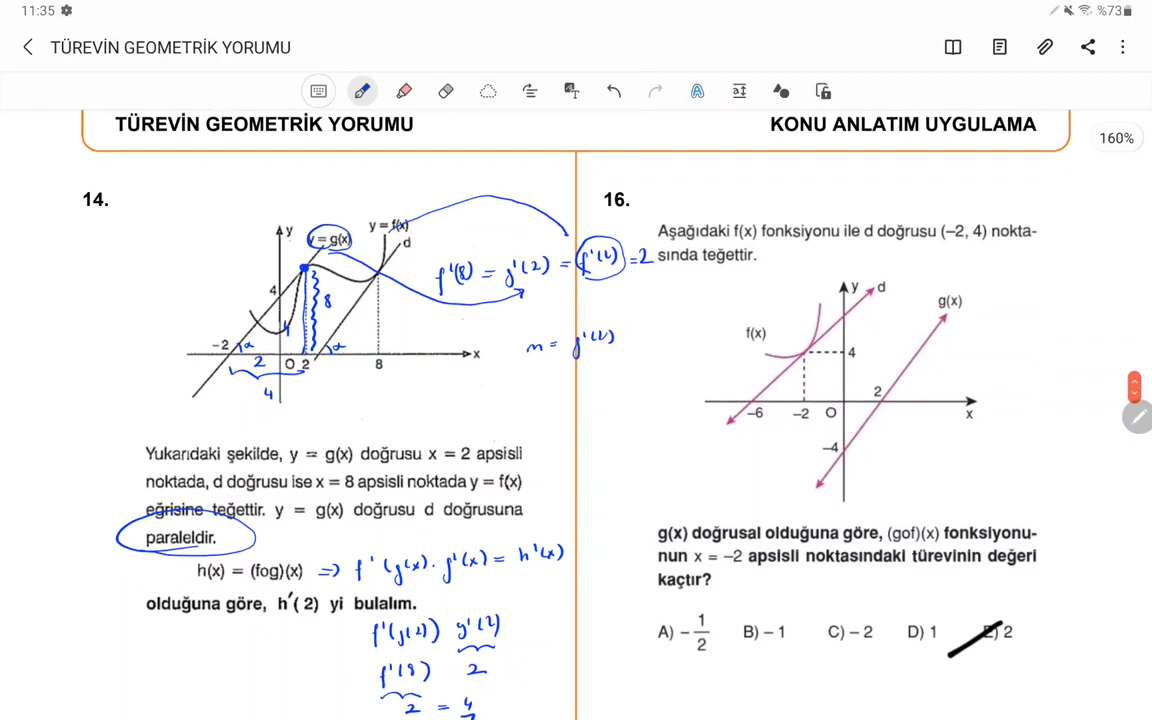 11:35
%73
TÜREVİN GEOMETRİK YORUMU
160%
TÜREVİN GEOMETRİK YORUMU
KONU ANLATIM UYGULAMA
14.
y
y = g(x)
y = f(x)
d
4
8
4
-2
α
α
2
O
2
8
x
4
f'(8) = g'(2) = f'(2) = 2
m = g'(2)
Yukarıdaki şekilde, y = g(x) doğrusu x = 2 apsisli
noktada, d doğrusu ise x = 8 apsisli noktada y = f(x)
eğrisine teğettir. y = g(x) doğrusu d doğrusuna
paraleldir.
h(x) = (fog)(x) ⇒ f'(g(x)). g'(x) = h'(x)
olduğuna göre, h'(2) yi bulalım.
f'(g(2)) g'(2)
f'(8) 2
2 = 4
16.
Aşağıdaki f(x) fonksiyonu ile d doğrusu (–2, 4) nokta-
sında teğettir.
y
d
g(x)
f(x)
4
2
–6
–2
O
x
–4
g(x) doğrusal olduğuna göre, (gof)(x) fonksiyonu-
nun x = –2 apsisli noktasındaki türevinin değeri
kaçtır?
A) –1/2 B) – 1 C) – 2 D) 1 E) 2